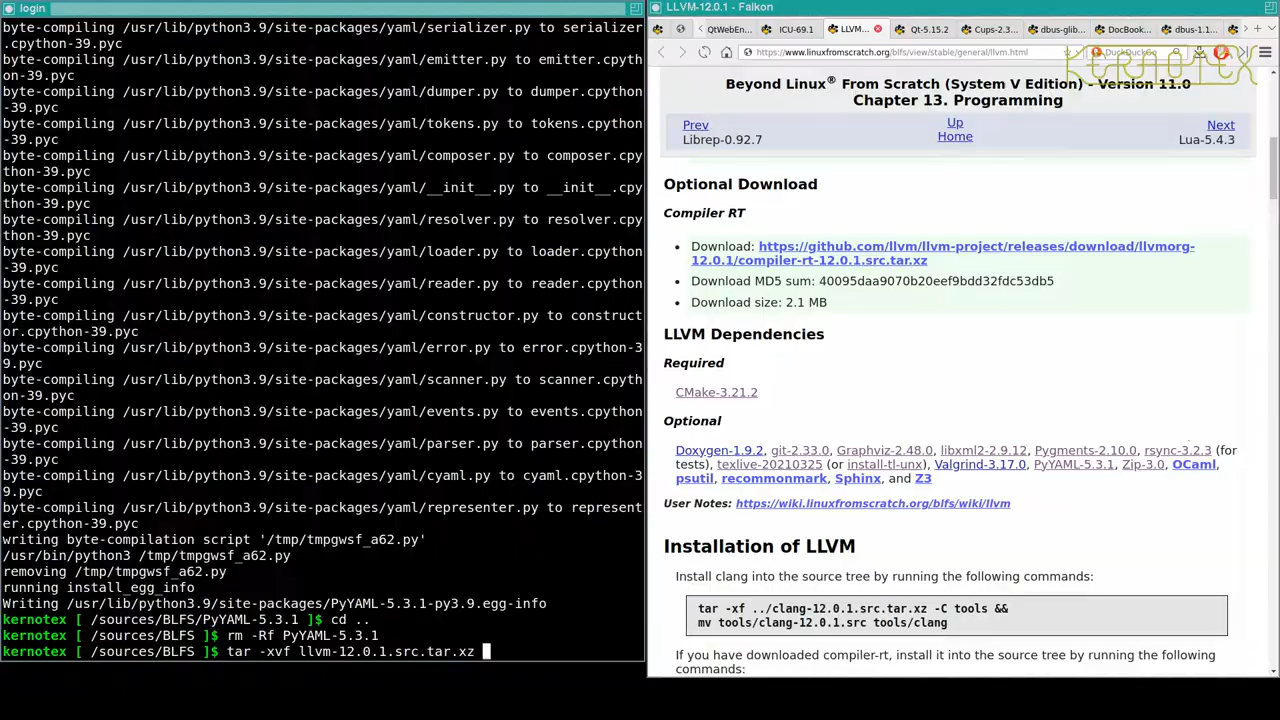 login
byte-compiling /usr/lib/python3.9/site-packages/yaml/serializer.py to serializer
.cpython-39.pyc
byte-compiling /usr/lib/python3.9/site-packages/yaml/emitter.py to emitter.cpyth
on-39.pyc
byte-compiling /usr/lib/python3.9/site-packages/yaml/dumper.py to dumper.cpython
-39.pyc
byte-compiling /usr/lib/python3.9/site-packages/yaml/tokens.py to tokens.cpython
-39.pyc
byte-compiling /usr/lib/python3.9/site-packages/yaml/composer.py to composer.cpy
thon-39.pyc
byte-compiling /usr/lib/python3.9/site-packages/yaml/__init__.py to __init__.cpy
thon-39.pyc
byte-compiling /usr/lib/python3.9/site-packages/yaml/resolver.py to resolver.cpy
thon-39.pyc
byte-compiling /usr/lib/python3.9/site-packages/yaml/loader.py to loader.cpython
-39.pyc
byte-compiling /usr/lib/python3.9/site-packages/yaml/reader.py to reader.cpython
-39.pyc
byte-compiling /usr/lib/python3.9/site-packages/yaml/constructor.py to construct
or.cpython-39.pyc
byte-compiling /usr/lib/python3.9/site-packages/yaml/error.py to error.cpython-3
9.pyc
byte-compiling /usr/lib/python3.9/site-packages/yaml/scanner.py to scanner.cpyth
on-39.pyc
byte-compiling /usr/lib/python3.9/site-packages/yaml/events.py to events.cpython
-39.pyc
byte-compiling /usr/lib/python3.9/site-packages/yaml/parser.py to parser.cpython
-39.pyc
byte-compiling /usr/lib/python3.9/site-packages/yaml/cyaml.py to cyaml.cpython-3
9.pyc
byte-compiling /usr/lib/python3.9/site-packages/yaml/representer.py to represent
er.cpython-39.pyc
writing byte-compilation script '/tmp/tmpgwsf_a62.py'
/usr/bin/python3 /tmp/tmpgwsf_a62.py
removing /tmp/tmpgwsf_a62.py
running install_egg_info
Writing /usr/lib/python3.9/site-packages/PyYAML-5.3.1-py3.9.egg-info
kernotex [ /sources/BLFS/PyYAML-5.3.1 ]$ cd ..
kernotex [ /sources/BLFS ]$ rm -Rf PyYAML-5.3.1
kernotex [ /sources/BLFS ]$ tar -xvf llvm-12.0.1.src.tar.xz
LLVM-12.0.1 - Falkon
QtWebEn... ICU-69.1 LLVM... Qt-5.15.2 Cups-2.3... dbus-glib... DocBook... dbus-1.1...
https://www.linuxfromscratch.org/blfs/view/stable/general/llvm.html DuckDuckGo
KERNOTEX
Beyond Linux® From Scratch (System V Edition) - Version 11.0
Chapter 13. Programming
Prev Up Next
Librep-0.92.7 Home Lua-5.4.3
Optional Download
Compiler RT
• Download: https://github.com/llvm/llvm-project/releases/download/llvmorg-
12.0.1/compiler-rt-12.0.1.src.tar.xz
• Download MD5 sum: 40095daa9070b20eef9bdd32fdc53db5
• Download size: 2.1 MB
LLVM Dependencies
Required
CMake-3.21.2
Optional
Doxygen-1.9.2, git-2.33.0, Graphviz-2.48.0, libxml2-2.9.12, Pygments-2.10.0, rsync-3.2.3 (for
tests), texlive-20210325 (or install-tl-unx), Valgrind-3.17.0, PyYAML-5.3.1, Zip-3.0, OCaml,
psutil, recommonmark, Sphinx, and Z3
User Notes: https://wiki.linuxfromscratch.org/blfs/wiki/llvm
Installation of LLVM
Install clang into the source tree by running the following commands:
tar -xf ../clang-12.0.1.src.tar.xz -C tools &&
mv tools/clang-12.0.1.src tools/clang
If you have downloaded compiler-rt, install it into the source tree by running the following
commands: